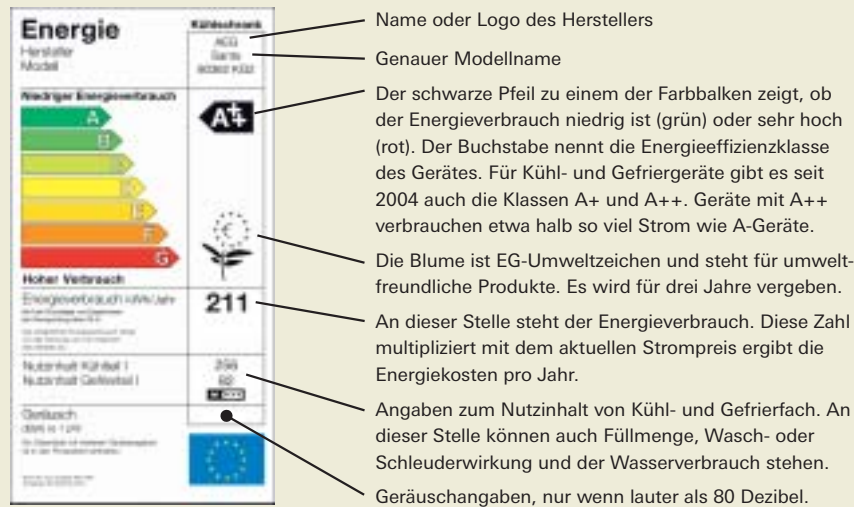 Energie
Hersteller
Modell
Kühlschrank
AEG
Niedriger Energieverbrauch
A
B
C
D
E
F
G
A++
Hoher Verbrauch
Energieverbrauch kWh/Jahr
211
Nutzinhalt Kühlteil l
Nutzinhalt Gefrierteil l
Geräusch
Name oder Logo des Herstellers
Genauer Modellname
Der schwarze Pfeil zu einem der Farbbalken zeigt, ob
der Energieverbrauch niedrig ist (grün) oder sehr hoch
(rot). Der Buchstabe nennt die Energieeffizienzklasse
des Gerätes. Für Kühl- und Gefriergeräte gibt es seit
2004 auch die Klassen A+ und A++. Geräte mit A++
verbrauchen etwa halb so viel Strom wie A-Geräte.
Die Blume ist EG-Umweltzeichen und steht für umwelt-
freundliche Produkte. Es wird für drei Jahre vergeben.
An dieser Stelle steht der Energieverbrauch. Diese Zahl
multipliziert mit dem aktuellen Strompreis ergibt die
Energiekosten pro Jahr.
Angaben zum Nutzinhalt von Kühl- und Gefrierfach. An
dieser Stelle können auch Füllmenge, Wasch- oder
Schleuderwirkung und der Wasserverbrauch stehen.
Geräuschangaben, nur wenn lauter als 80 Dezibel.